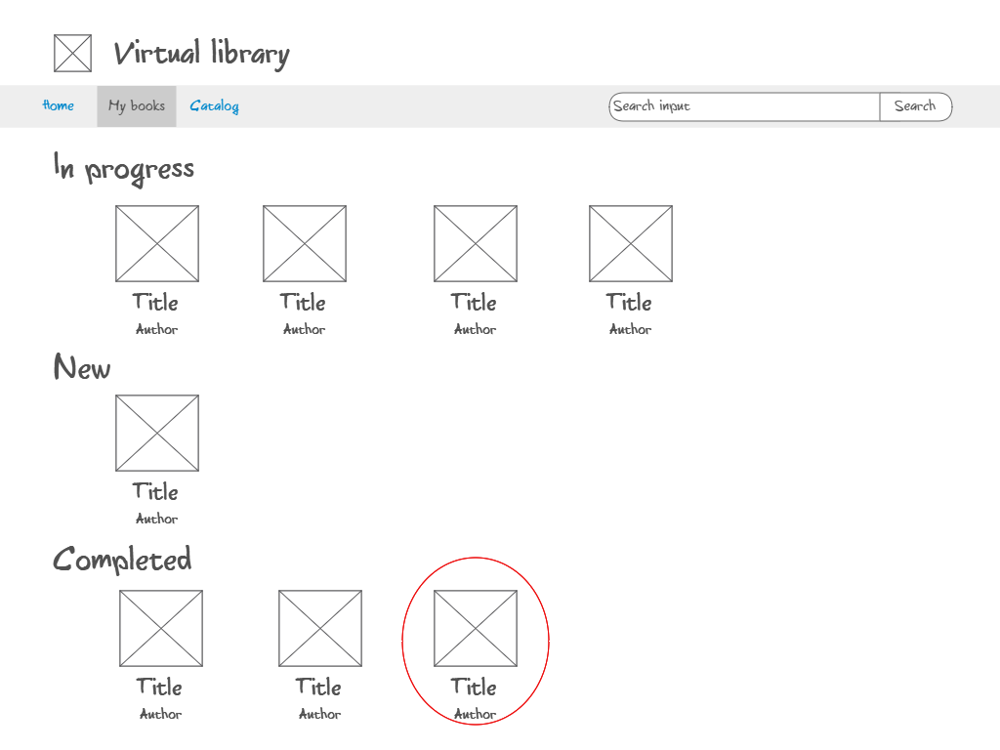 Virtual library
Home My books Catalog Search input Search
In progress
Title Title Title Title
Author Author Author Author
New
Title
Author
Completed
Title Title Title
Author Author Author